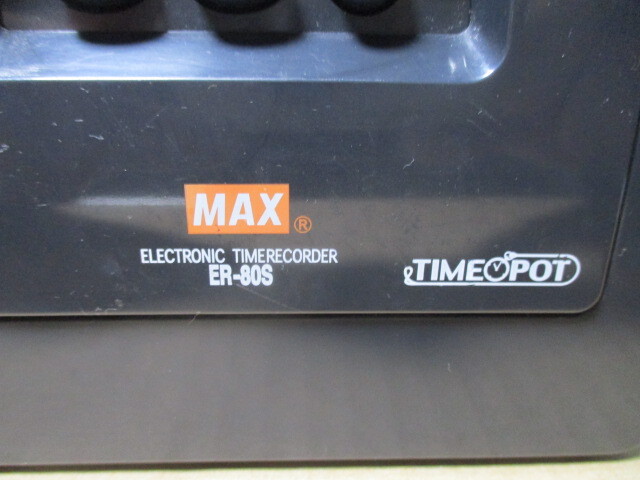 MAX®
ELECTRONIC TIMERECORDER
ER-80S
TIMEPOT